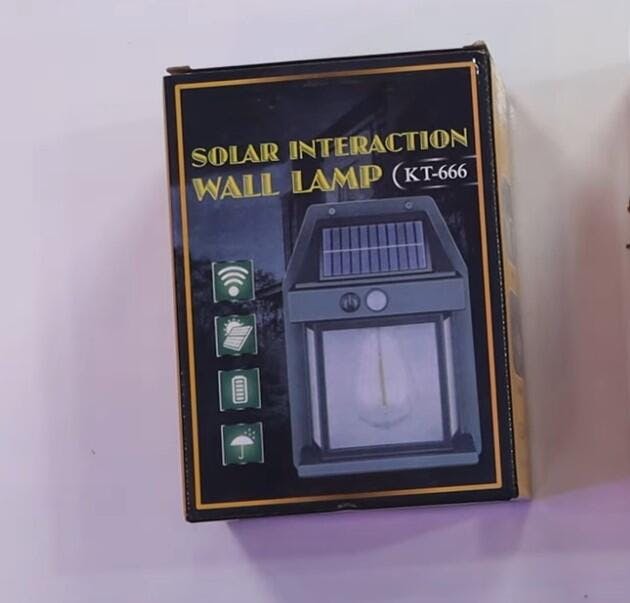 SOLAR INTERACTION
WALL LAMP (KT-666